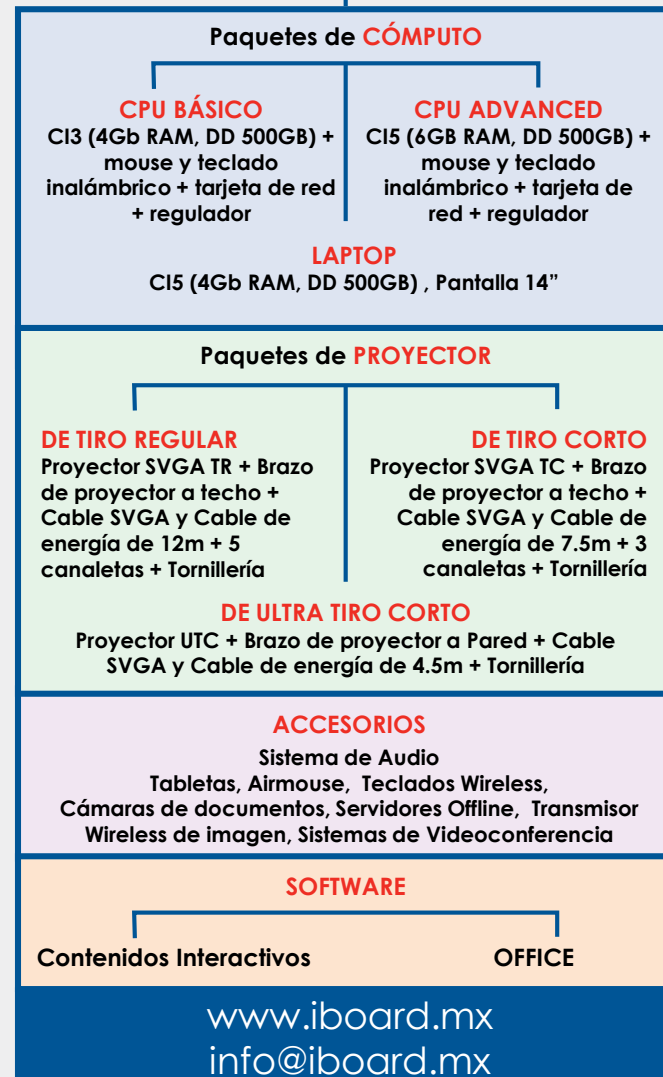 Paquetes de CÓMPUTO
CPU BÁSICO
CI3 (4Gb RAM, DD 500GB) +
mouse y teclado
inalámbrico + tarjeta de red
+ regulador
CPU ADVANCED
CI5 (6GB RAM, DD 500GB) +
mouse y teclado
inalámbrico + tarjeta de
red + regulador
LAPTOP
CI5 (4Gb RAM, DD 500GB) , Pantalla 14”
Paquetes de PROYECTOR
DE TIRO REGULAR
Proyector SVGA TR + Brazo
de proyector a techo +
Cable SVGA y Cable de
energía de 12m + 5
canaletas + Tornillería
DE TIRO CORTO
Proyector SVGA TC + Brazo
de proyector a techo +
Cable SVGA y Cable de
energía de 7.5m + 3
canaletas + Tornillería
DE ULTRA TIRO CORTO
Proyector UTC + Brazo de proyector a Pared + Cable
SVGA y Cable de energía de 4.5m + Tornillería
ACCESORIOS
Sistema de Audio
Tabletas, Airmouse, Teclados Wireless,
Cámaras de documentos, Servidores Offline, Transmisor
Wireless de imagen, Sistemas de Videoconferencia
SOFTWARE
Contenidos Interactivos
OFFICE
www.iboard.mx
info@iboard.mx